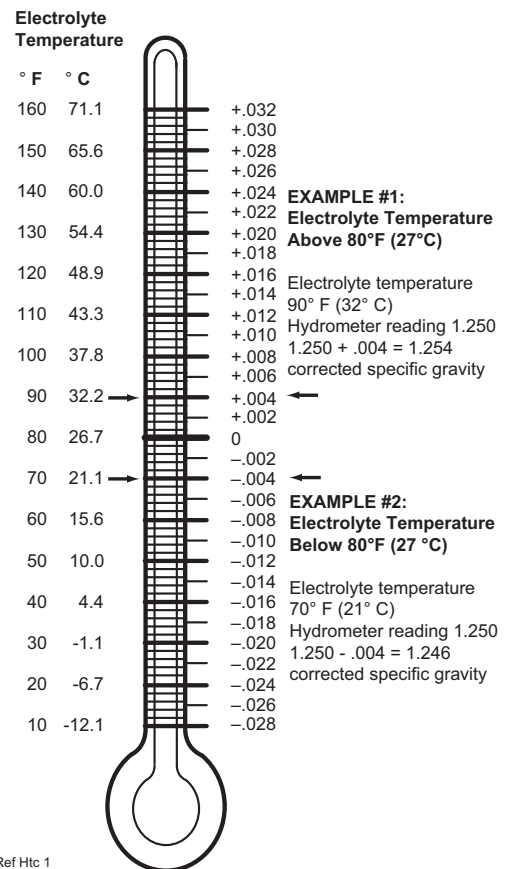 Electrolyte
Temperature
° F ° C
160 71.1 +.032
+.030
150 65.6 +.028
+.026
140 60.0 +.024
+.022
130 54.4 +.020
+.018
120 48.9 +.016
+.014
110 43.3 +.012
+.010
100 37.8 +.008
+.006
90 32.2 +.004
+.002
80 26.7 0
–.002
70 21.1 –.004
–.006
60 15.6 –.008
–.010
50 10.0 –.012
–.014
40 4.4 –.016
–.018
30 -1.1 –.020
–.022
20 -6.7 –.024
–.026
10 -12.1 –.028
EXAMPLE #1:
Electrolyte Temperature
Above 80°F (27°C)
Electrolyte temperature
90° F (32° C)
Hydrometer reading 1.250
1.250 + .004 = 1.254
corrected specific gravity
EXAMPLE #2:
Electrolyte Temperature
Below 80°F (27 °C)
Electrolyte temperature
70° F (21° C)
Hydrometer reading 1.250
1.250 - .004 = 1.246
corrected specific gravity
Ref Htc 1